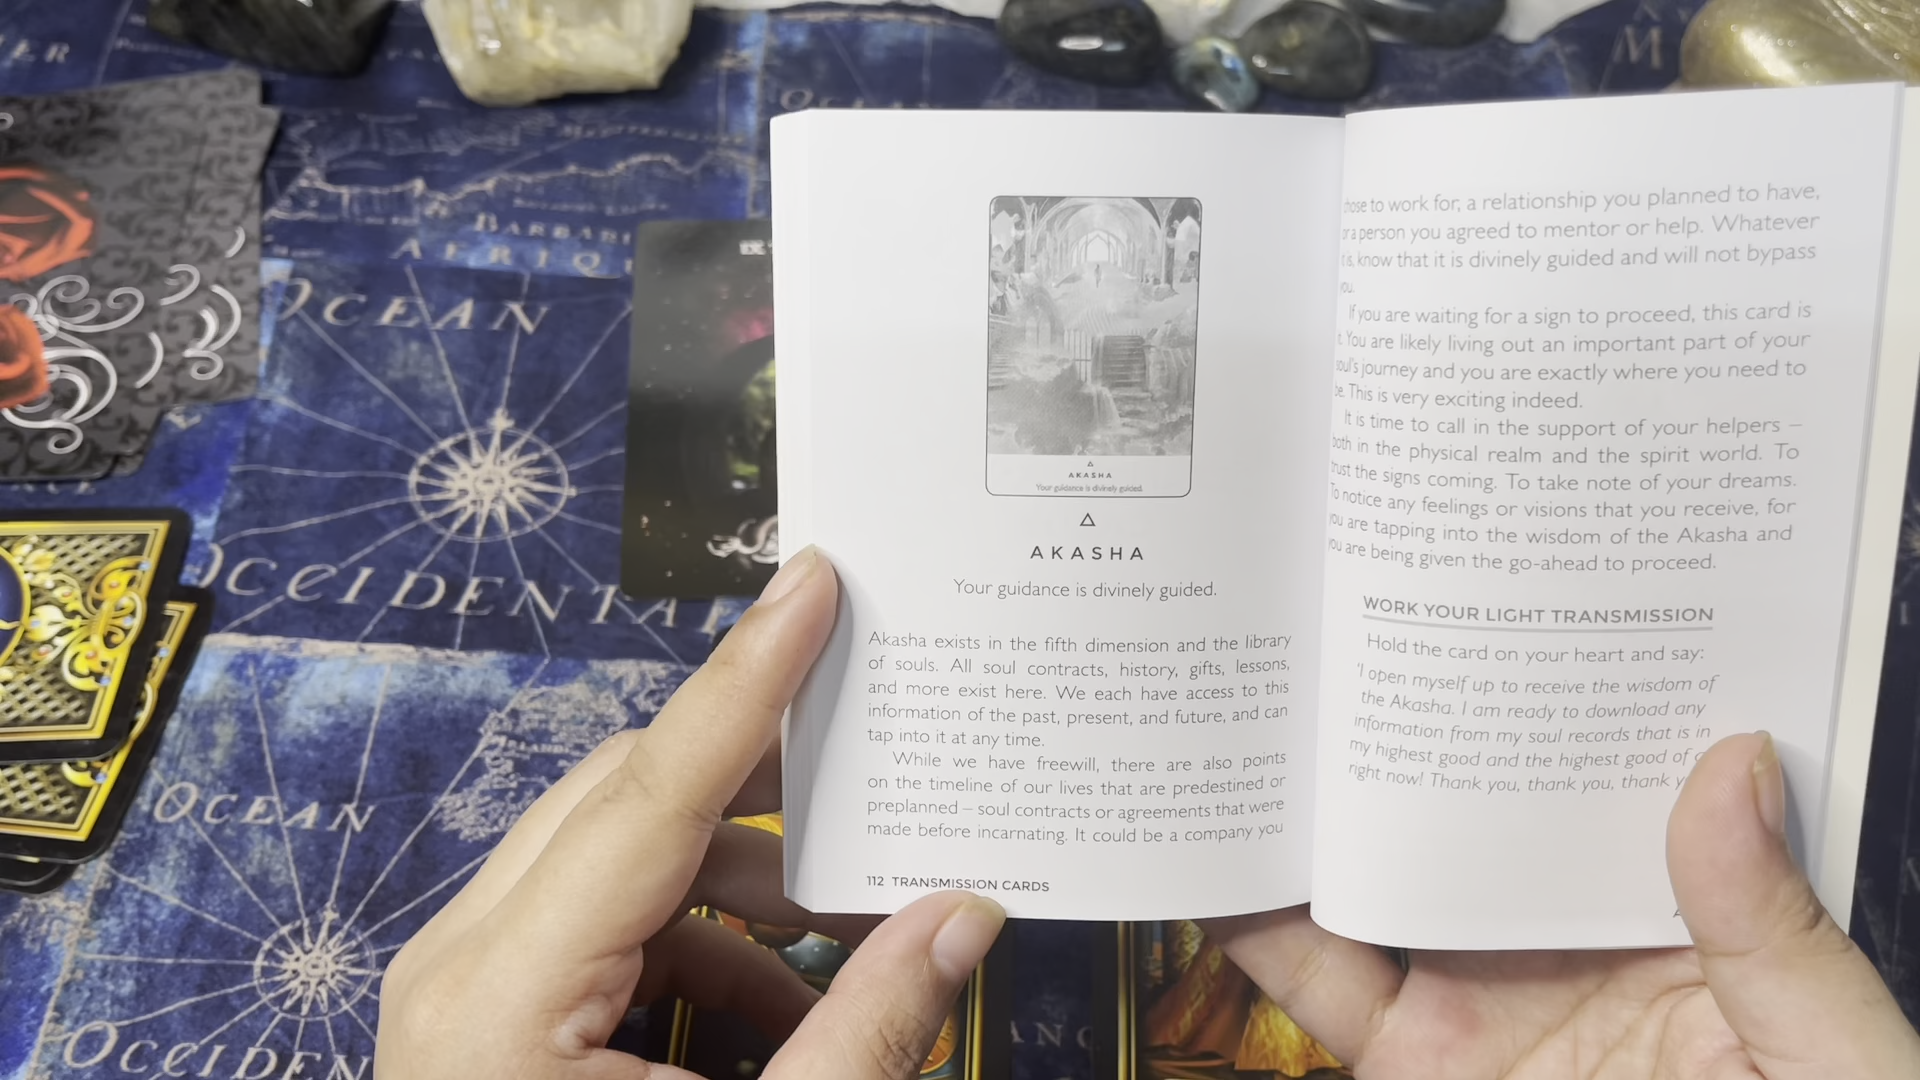 OCEAN
BARBARI
AFRIQ
OCCIDENTA
OCEAN
OCCIDEN
M
AKASHA
Your guidance is divinely guided.
AKASHA
Your guidance is divinely guided.
Akasha exists in the fifth dimension and the library
of souls. All soul contracts, history, gifts, lessons,
and more exist here. We each have access to this
information of the past, present, and future, and can
tap into it at any time.
While we have freewill, there are also points
on the timeline of our lives that are predestined or
preplanned – soul contracts or agreements that were
made before incarnating. It could be a company you
112 TRANSMISSION CARDS
to work for, a relationship you planned to have,
or a person you agreed to mentor or help. Whatever
know that it is divinely guided and will not bypass
you.
If you are waiting for a sign to proceed, this card is
You are likely living out an important part of your
soul's journey and you are exactly where you need to
be. This is very exciting indeed.
It is time to call in the support of your helpers –
both in the physical realm and the spirit world. To
trust the signs coming. To take note of your dreams.
To notice any feelings or visions that you receive, for
you are tapping into the wisdom of the Akasha and
you are being given the go-ahead to proceed.
WORK YOUR LIGHT TRANSMISSION
Hold the card on your heart and say:
'I open myself up to receive the wisdom of
the Akasha. I am ready to download any
information from my soul records that is in
my highest good and the highest good of
right now! Thank you, thank you, thank